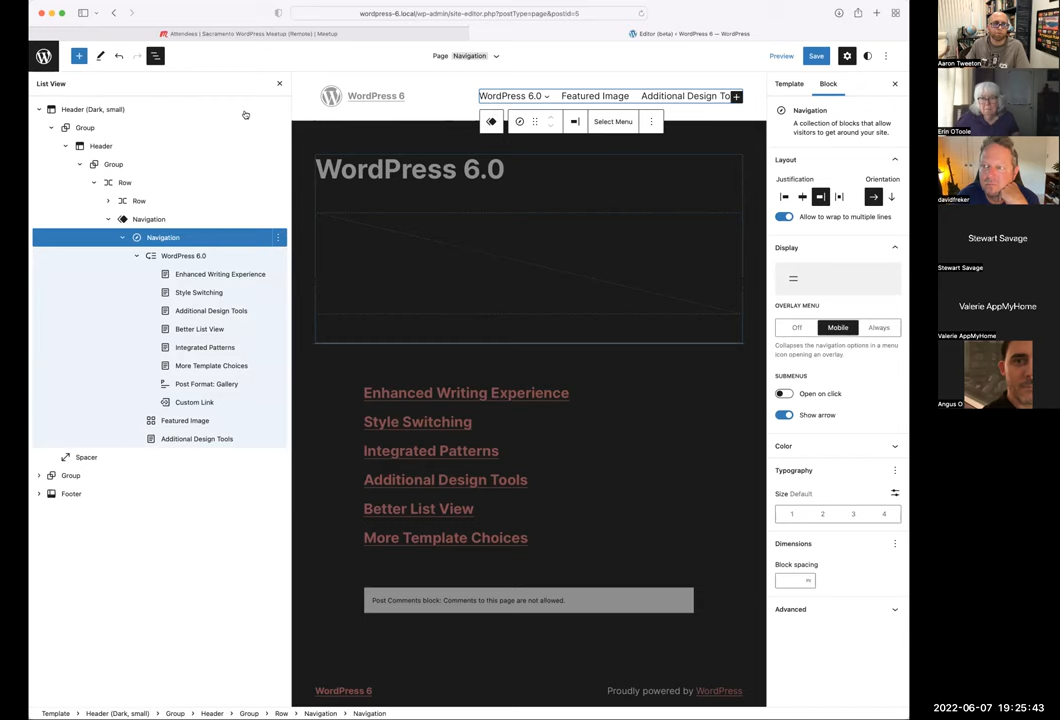 wordpress-6.local/wp-admin/site-editor.php?postType=page&postId=5
Attendees | Sacramento WordPress Meetup (Remote) | Meetup
Editor (beta) ‹ WordPress 6 — WordPress
Page Navigation
Preview
Save
List View
Header (Dark, small)
Group
Header
Group
Row
Row
Navigation
Navigation
WordPress 6.0
Enhanced Writing Experience
Style Switching
Additional Design Tools
Better List View
Integrated Patterns
More Template Choices
Post Format: Gallery
Custom Link
Featured Image
Additional Design Tools
Spacer
Group
Footer
WordPress 6
WordPress 6.0
Featured Image
Additional Design To
Select Menu
WordPress 6.0
Enhanced Writing Experience
Style Switching
Integrated Patterns
Additional Design Tools
Better List View
More Template Choices
Post Comments block: Comments to this page are not allowed.
WordPress 6
Proudly powered by WordPress
Template
Block
Navigation
A collection of blocks that allow
visitors to get around your site.
Layout
Justification
Orientation
Allow to wrap to multiple lines
Display
OVERLAY MENU
Off
Mobile
Always
Collapses the navigation options in a menu
icon opening an overlay.
SUBMENUS
Open on click
Show arrow
Color
Typography
Size Default
1 2 3 4
Dimensions
Block spacing
Advanced
Template › Header (Dark, small) › Group › Header › Group › Row › Navigation › Navigation
Aaron Tweeton
Erin OToole
davidfreker
Stewart Savage
Stewart Savage
Valerie AppMyHome
Valerie AppMyHome
Angus O
2022-06-07 19:25:43